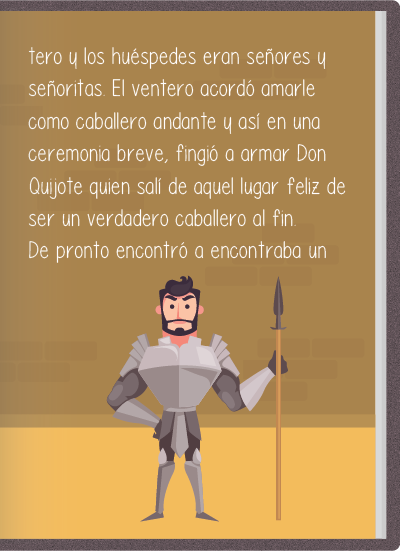 tero y los huéspedes eran señores y
señoritas. El ventero acordó amarle
como caballero andante y así en una
ceremonia breve, fingió a armar Don
Quijote quien salí de aquel lugar feliz de
ser un verdadero caballero al fin.
De pronto encontró a encontraba un